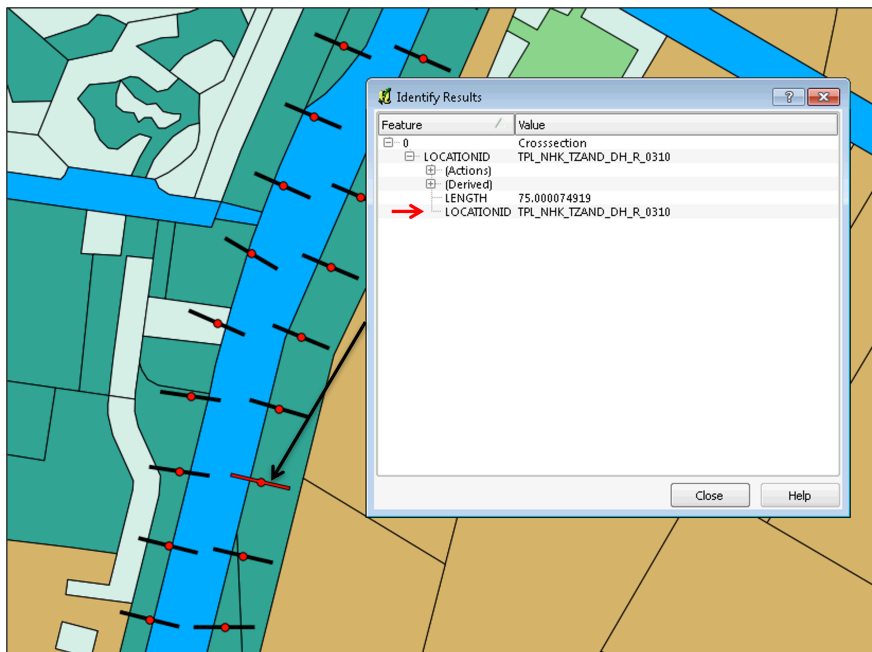 Identify Results
Feature Value
0 Crosssection
LOCATIONID TPL_NHK_TZAND_DH_R_0310
(Actions)
(Derived)
LENGTH 75.000074919
LOCATIONID TPL_NHK_TZAND_DH_R_0310
Close Help